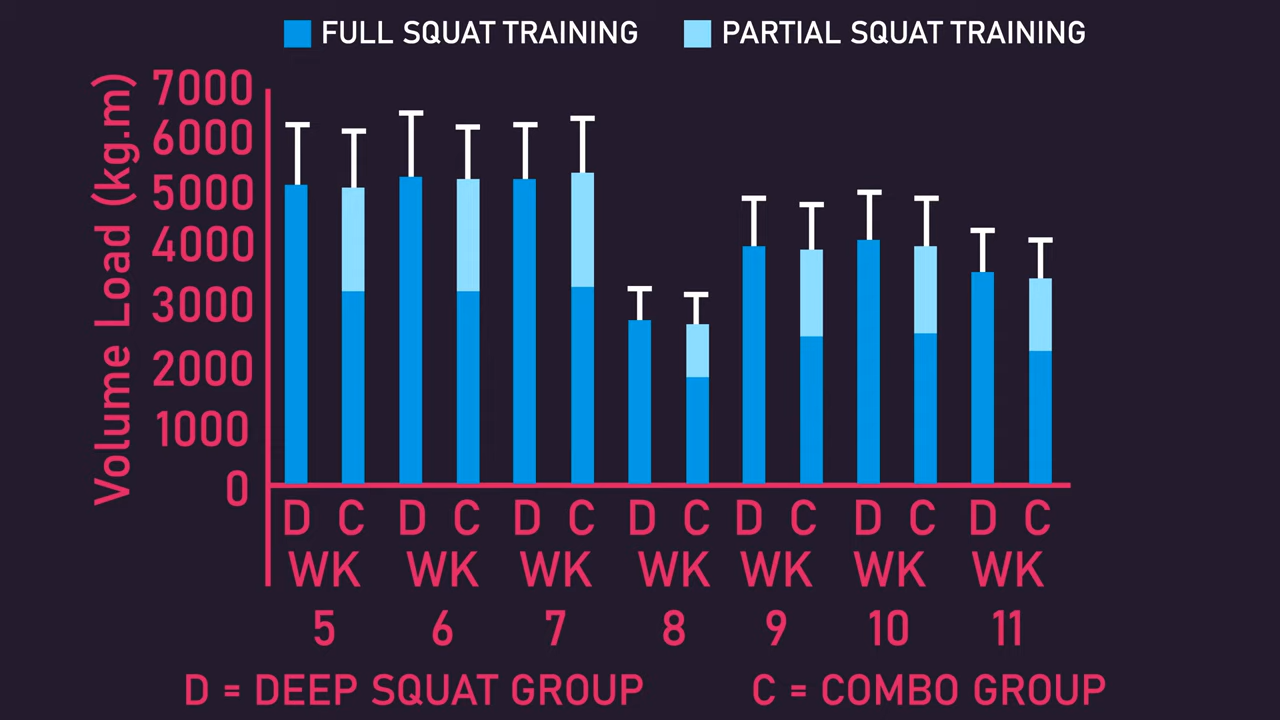 FULL SQUAT TRAINING PARTIAL SQUAT TRAINING
Volume Load (kg.m)
7000
6000
5000
4000
3000
2000
1000
0
D C D C D C D C D C D C D C
WK WK WK WK WK WK WK
5 6 7 8 9 10 11
D = DEEP SQUAT GROUP C = COMBO GROUP